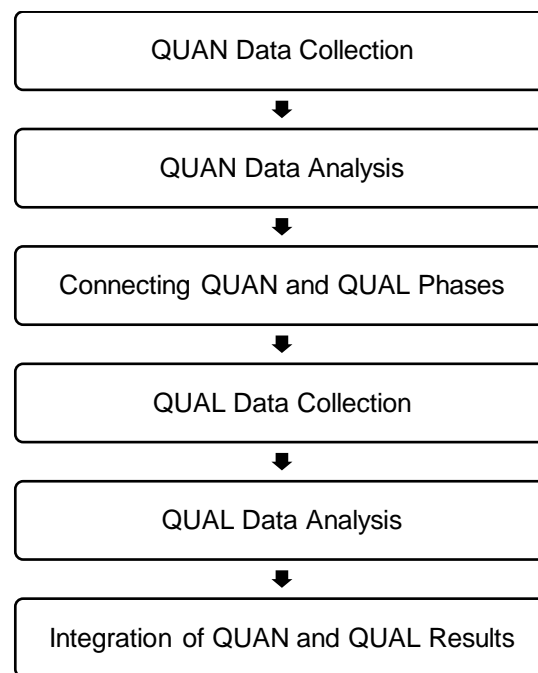 QUAN Data Collection
QUAN Data Analysis
Connecting QUAN and QUAL Phases
QUAL Data Collection
QUAL Data Analysis
Integration of QUAN and QUAL Results